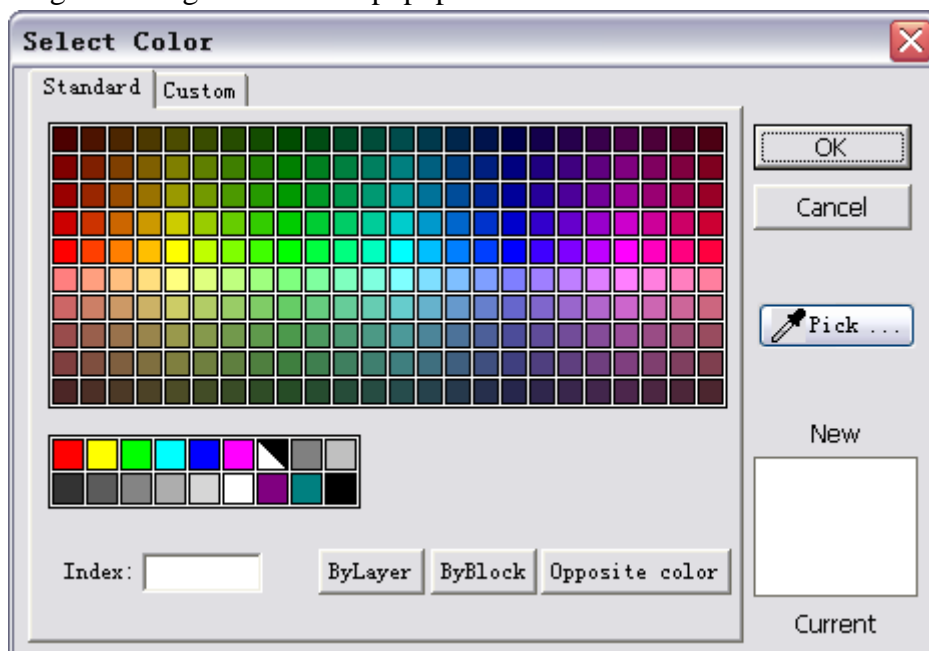 Select Color
Standard
Custom
OK
Cancel
Pick ...
New
Index:
ByLayer
ByBlock
Opposite color
Current